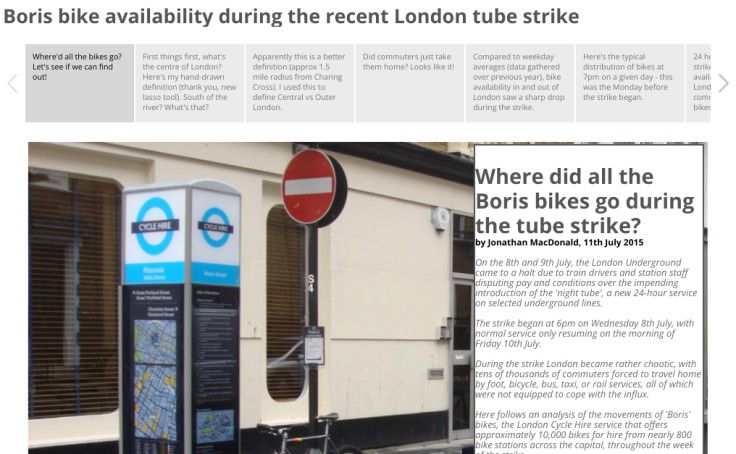 Boris bike availability during the recent London tube strike
Where'd all the bikes go?
Let's see if we can find
out!
First things first, what's
the centre of London?
Here's my hand-drawn
definition (thank you, new
lasso tool). South of the
river? What's that?
Apparently this is a better
definition (approx 1.5
mile radius from Charing
Cross). I used this to
define Central vs Outer
London.
Did commuters just take
them home? Looks like it!
Compared to weekday
averages (data gathered
over previous year), bike
availability in and out of
London saw a sharp drop
during the strike.
Here's the typical
distribution of bikes at
7pm on a given day - this
was the Monday before
the strike began.
24 h
strik
avail
Lond
com
bikes
CYCLE HIRE
CYCLE HIRE
S
4
Where did all the
Boris bikes go during
the tube strike?
by Jonathan MacDonald, 11th July 2015
On the 8th and 9th July, the London Underground
came to a halt due to train drivers and station staff
disputing pay and conditions over the impending
introduction of the 'night tube', a new 24-hour service
on selected underground lines.
The strike began at 6pm on Wednesday 8th July, with
normal service only resuming on the morning of
Friday 10th July.
During the strike London became rather chaotic, with
tens of thousands of commuters forced to travel home
by foot, bicycle, bus, taxi, or rail services, all of which
were not equipped to cope with the influx.
Here follows an analysis of the movements of 'Boris'
bikes, the London Cycle Hire service that offers
approximately 10,000 bikes for hire from nearly 800
bike stations across the capital, throughout the week
of the strike.